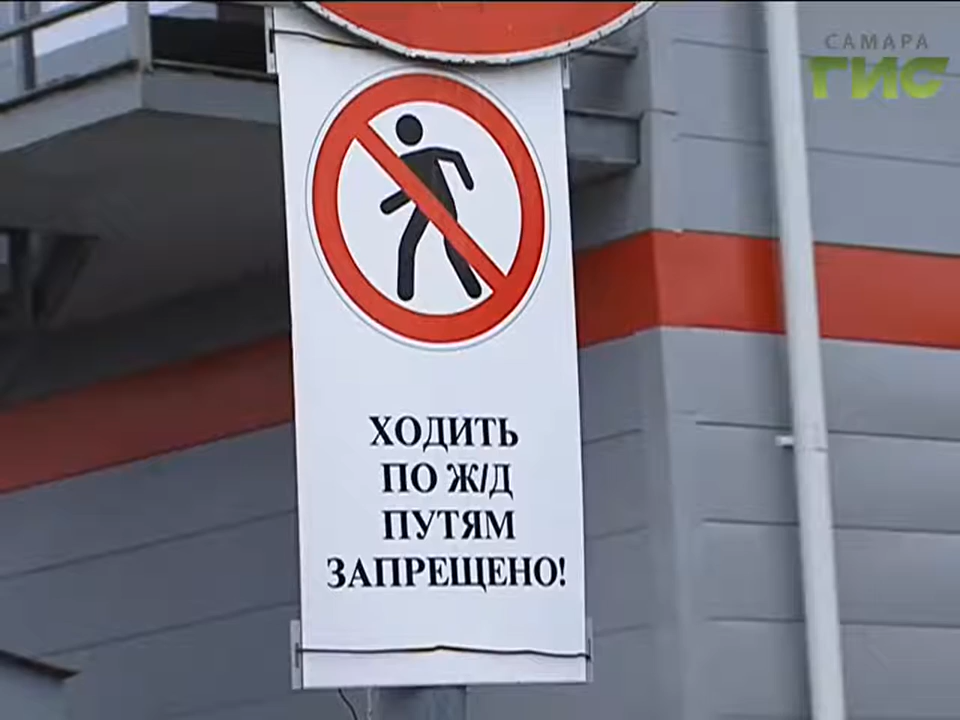 САМАРА
ГИС
ХОДИТЬ
ПО Ж/Д
ПУТЯМ
ЗАПРЕЩЕНО!